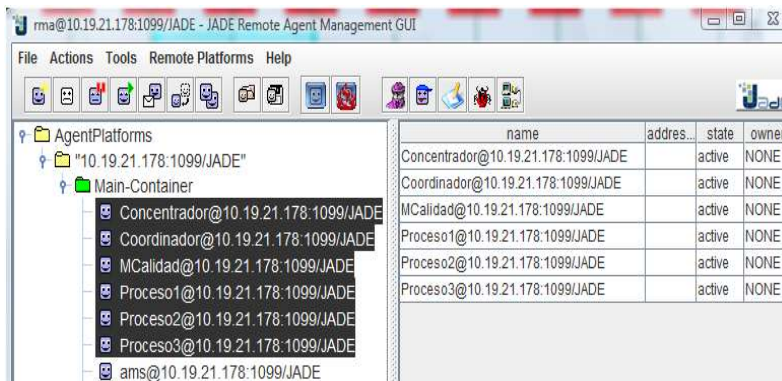 rma@10.19.21.178:1099/JADE - JADE Remote Agent Management GUI
File Actions Tools Remote Platforms Help
Jad
AgentPlatforms
"10.19.21.178:1099/JADE"
Main-Container
Concentrador@10.19.21.178:1099/JADE
Coordinador@10.19.21.178:1099/JADE
MCalidad@10.19.21.178:1099/JADE
Proceso1@10.19.21.178:1099/JADE
Proceso2@10.19.21.178:1099/JADE
Proceso3@10.19.21.178:1099/JADE
ams@10.19.21.178:1099/JADE
name addres... state owne
Concentrador@10.19.21.178:1099/JADE active NONE
Coordinador@10.19.21.178:1099/JADE active NONE
MCalidad@10.19.21.178:1099/JADE active NONE
Proceso1@10.19.21.178:1099/JADE active NONE
Proceso2@10.19.21.178:1099/JADE active NONE
Proceso3@10.19.21.178:1099/JADE active NONE